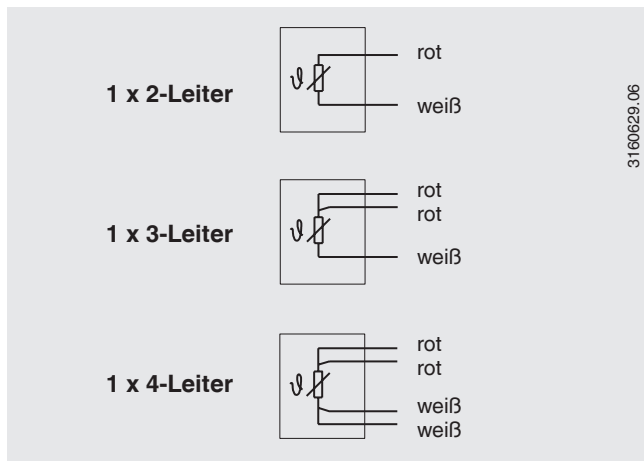 rot
1 x 2-Leiter
weiß
3160629.06
rot
rot
1 x 3-Leiter
weiß
rot
rot
1 x 4-Leiter
weiß
weiß